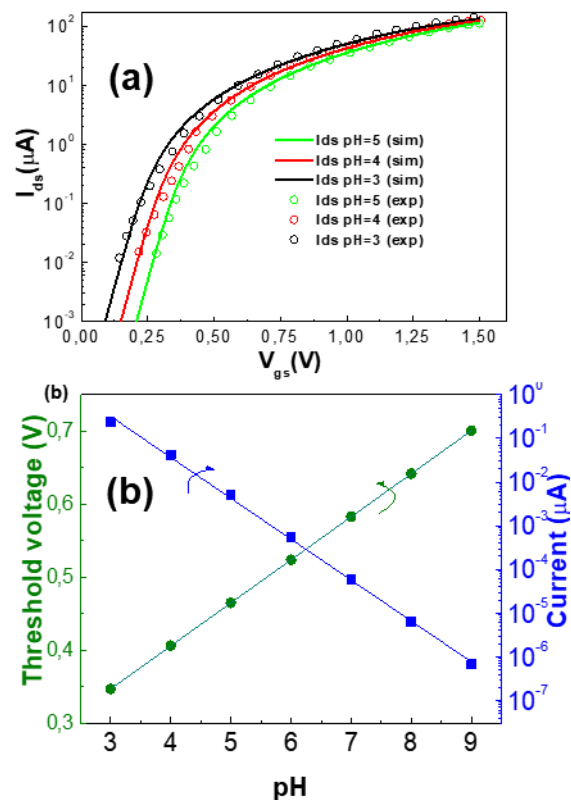 (a)
10²
10¹
10⁰
10⁻¹
10⁻²
10⁻³
I_ds(μA)
Ids pH=5 (sim)
Ids pH=4 (sim)
Ids pH=3 (sim)
Ids pH=5 (exp)
Ids pH=4 (exp)
Ids pH=3 (exp)
0,00 0,25 0,50 0,75 1,00 1,25 1,50
V_gs(V)
(b)
(b)
Threshold voltage (V)
0,7
0,6
0,5
0,4
0,3
10⁰
10⁻¹
10⁻²
10⁻³
10⁻⁴
10⁻⁵
10⁻⁶
10⁻⁷
Current (μA)
3 4 5 6 7 8 9
pH